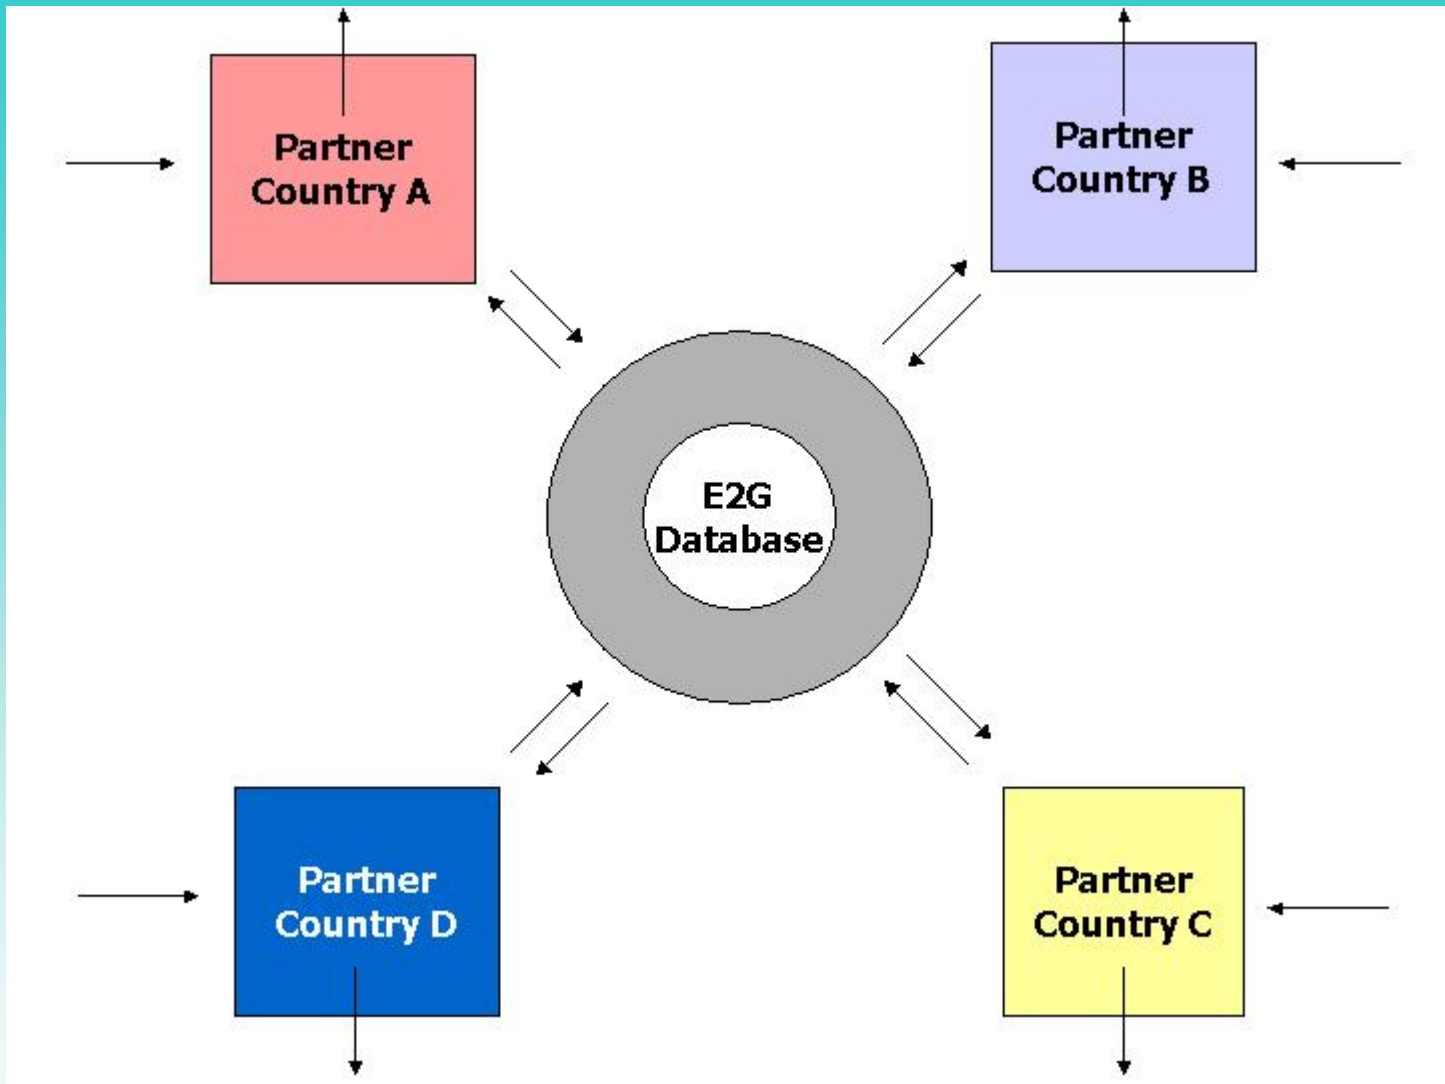 Partner
Country A
Partner
Country B
E2G
Database
Partner
Country D
Partner
Country C